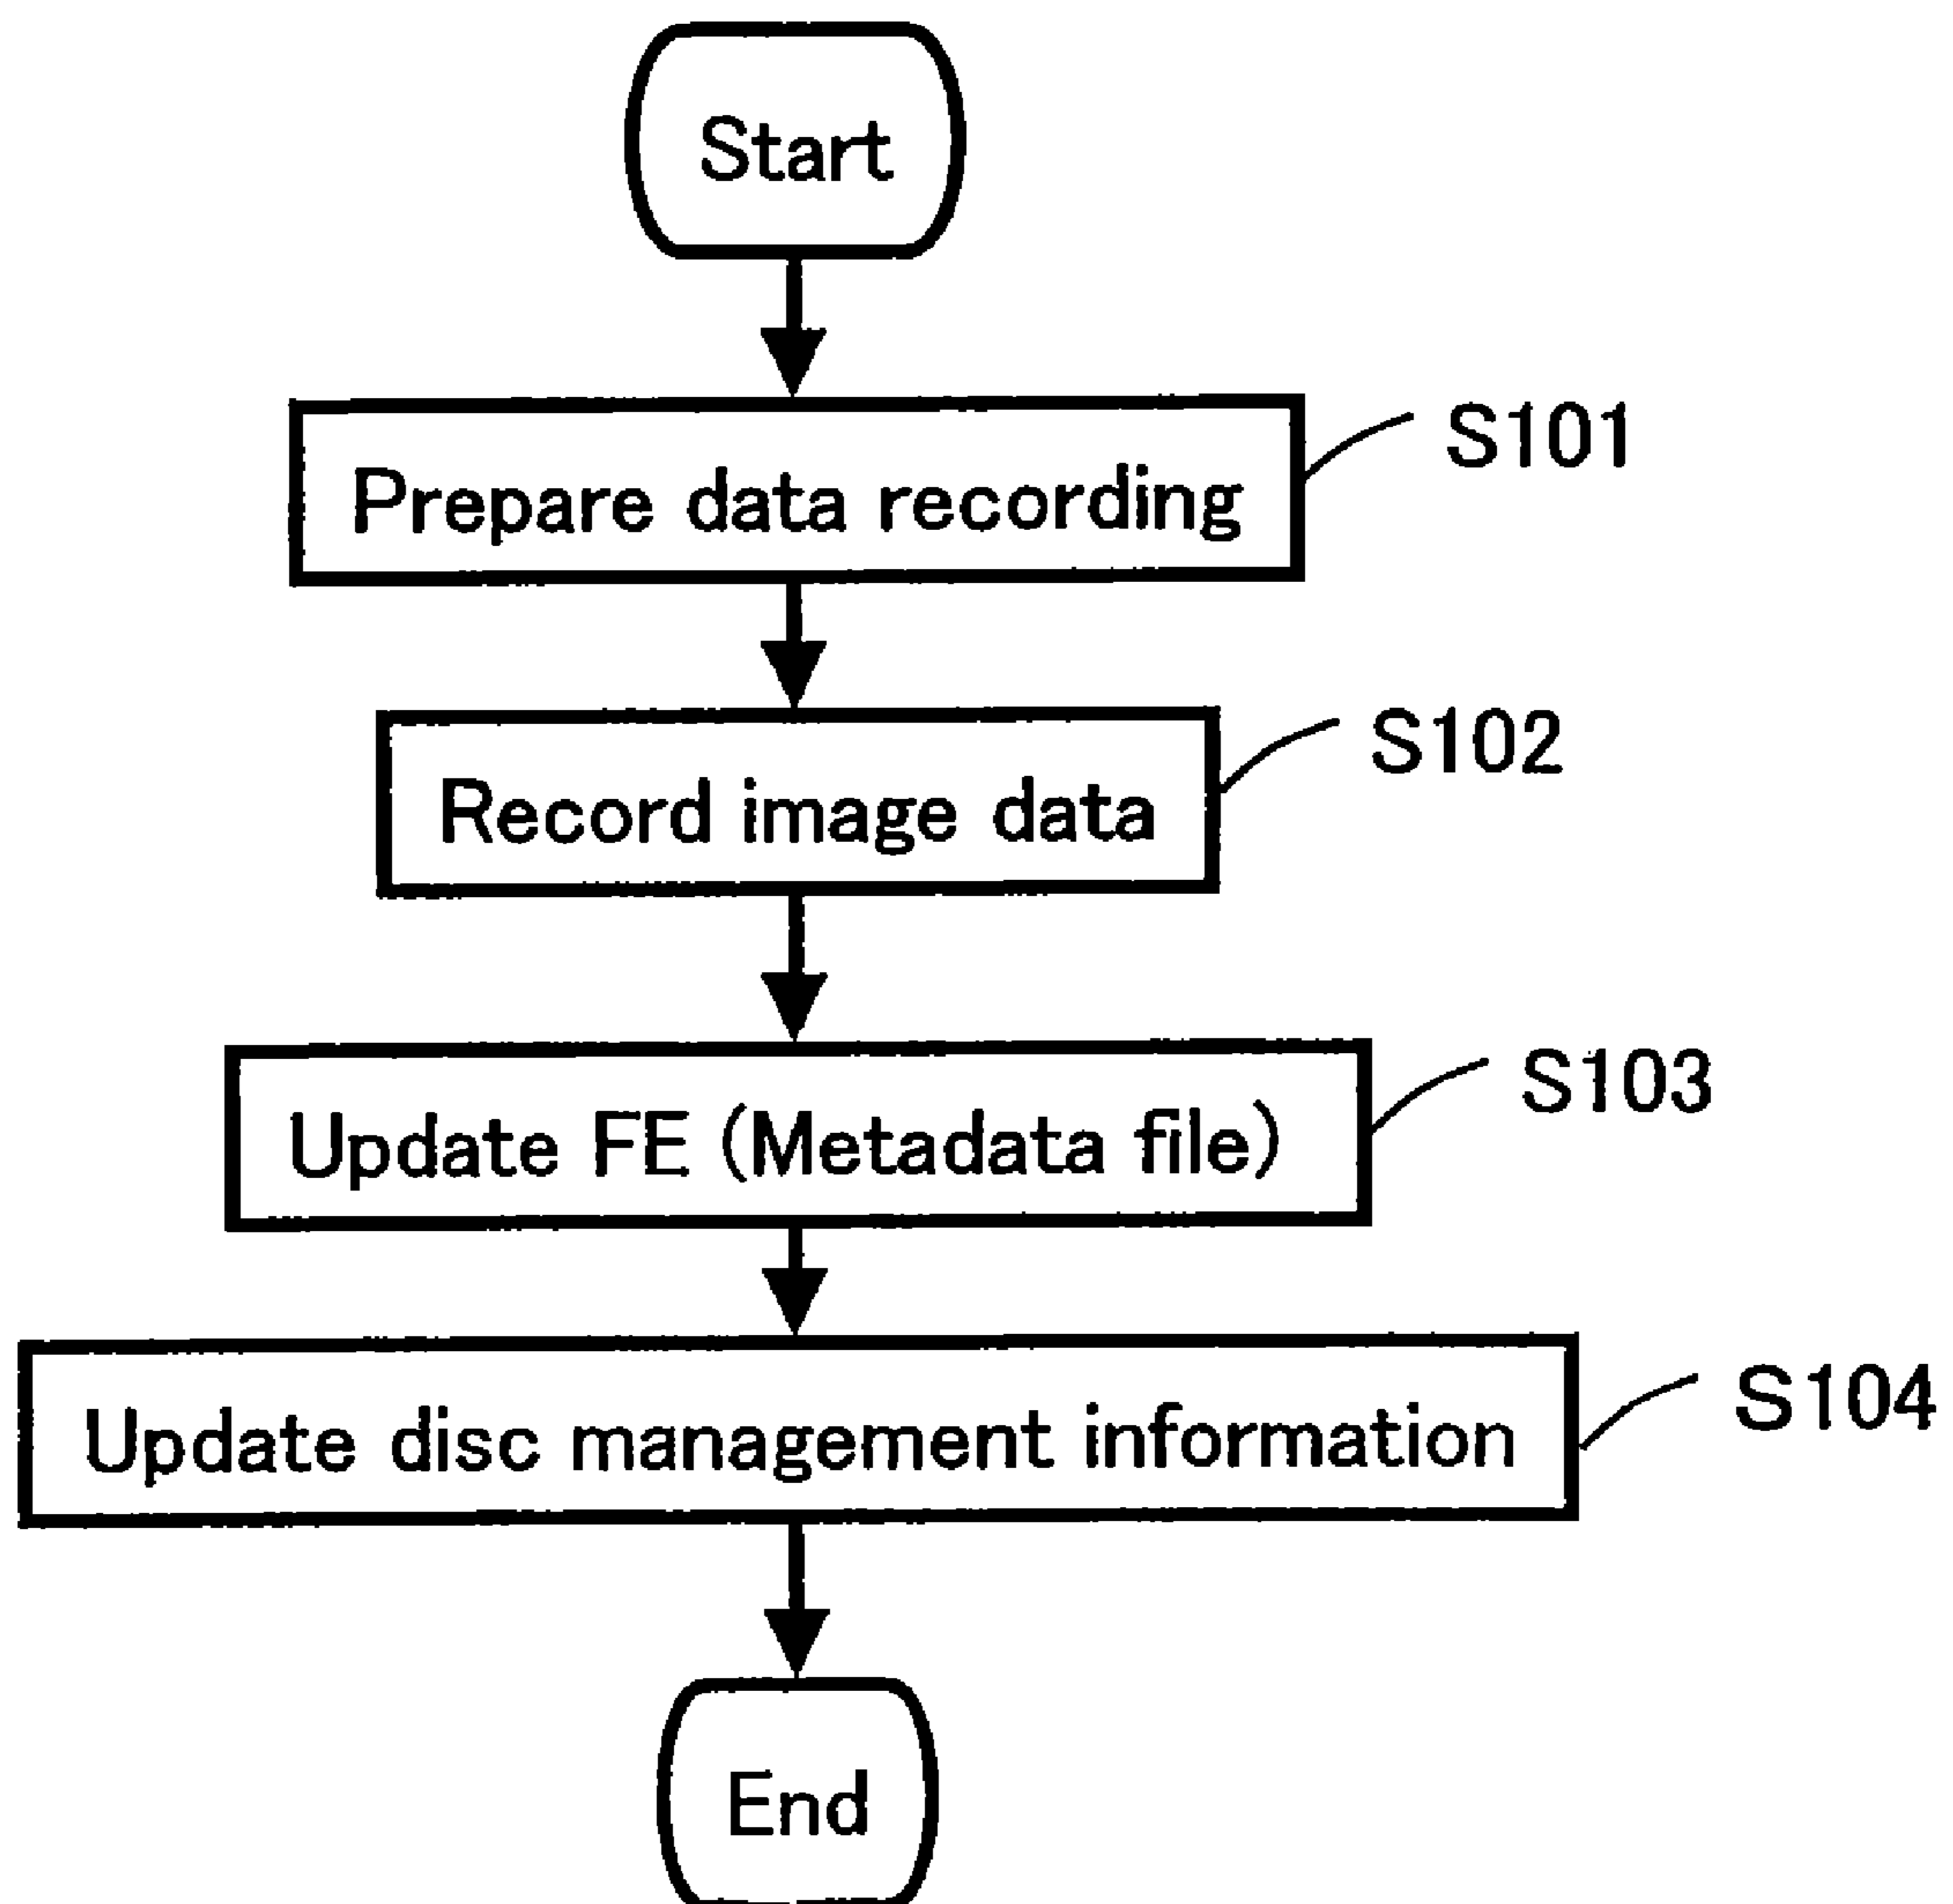 Start
Prepare data recording
S101
Record image data
S102
Update FE (Metadata file)
S103
Update disc management information
S104
End